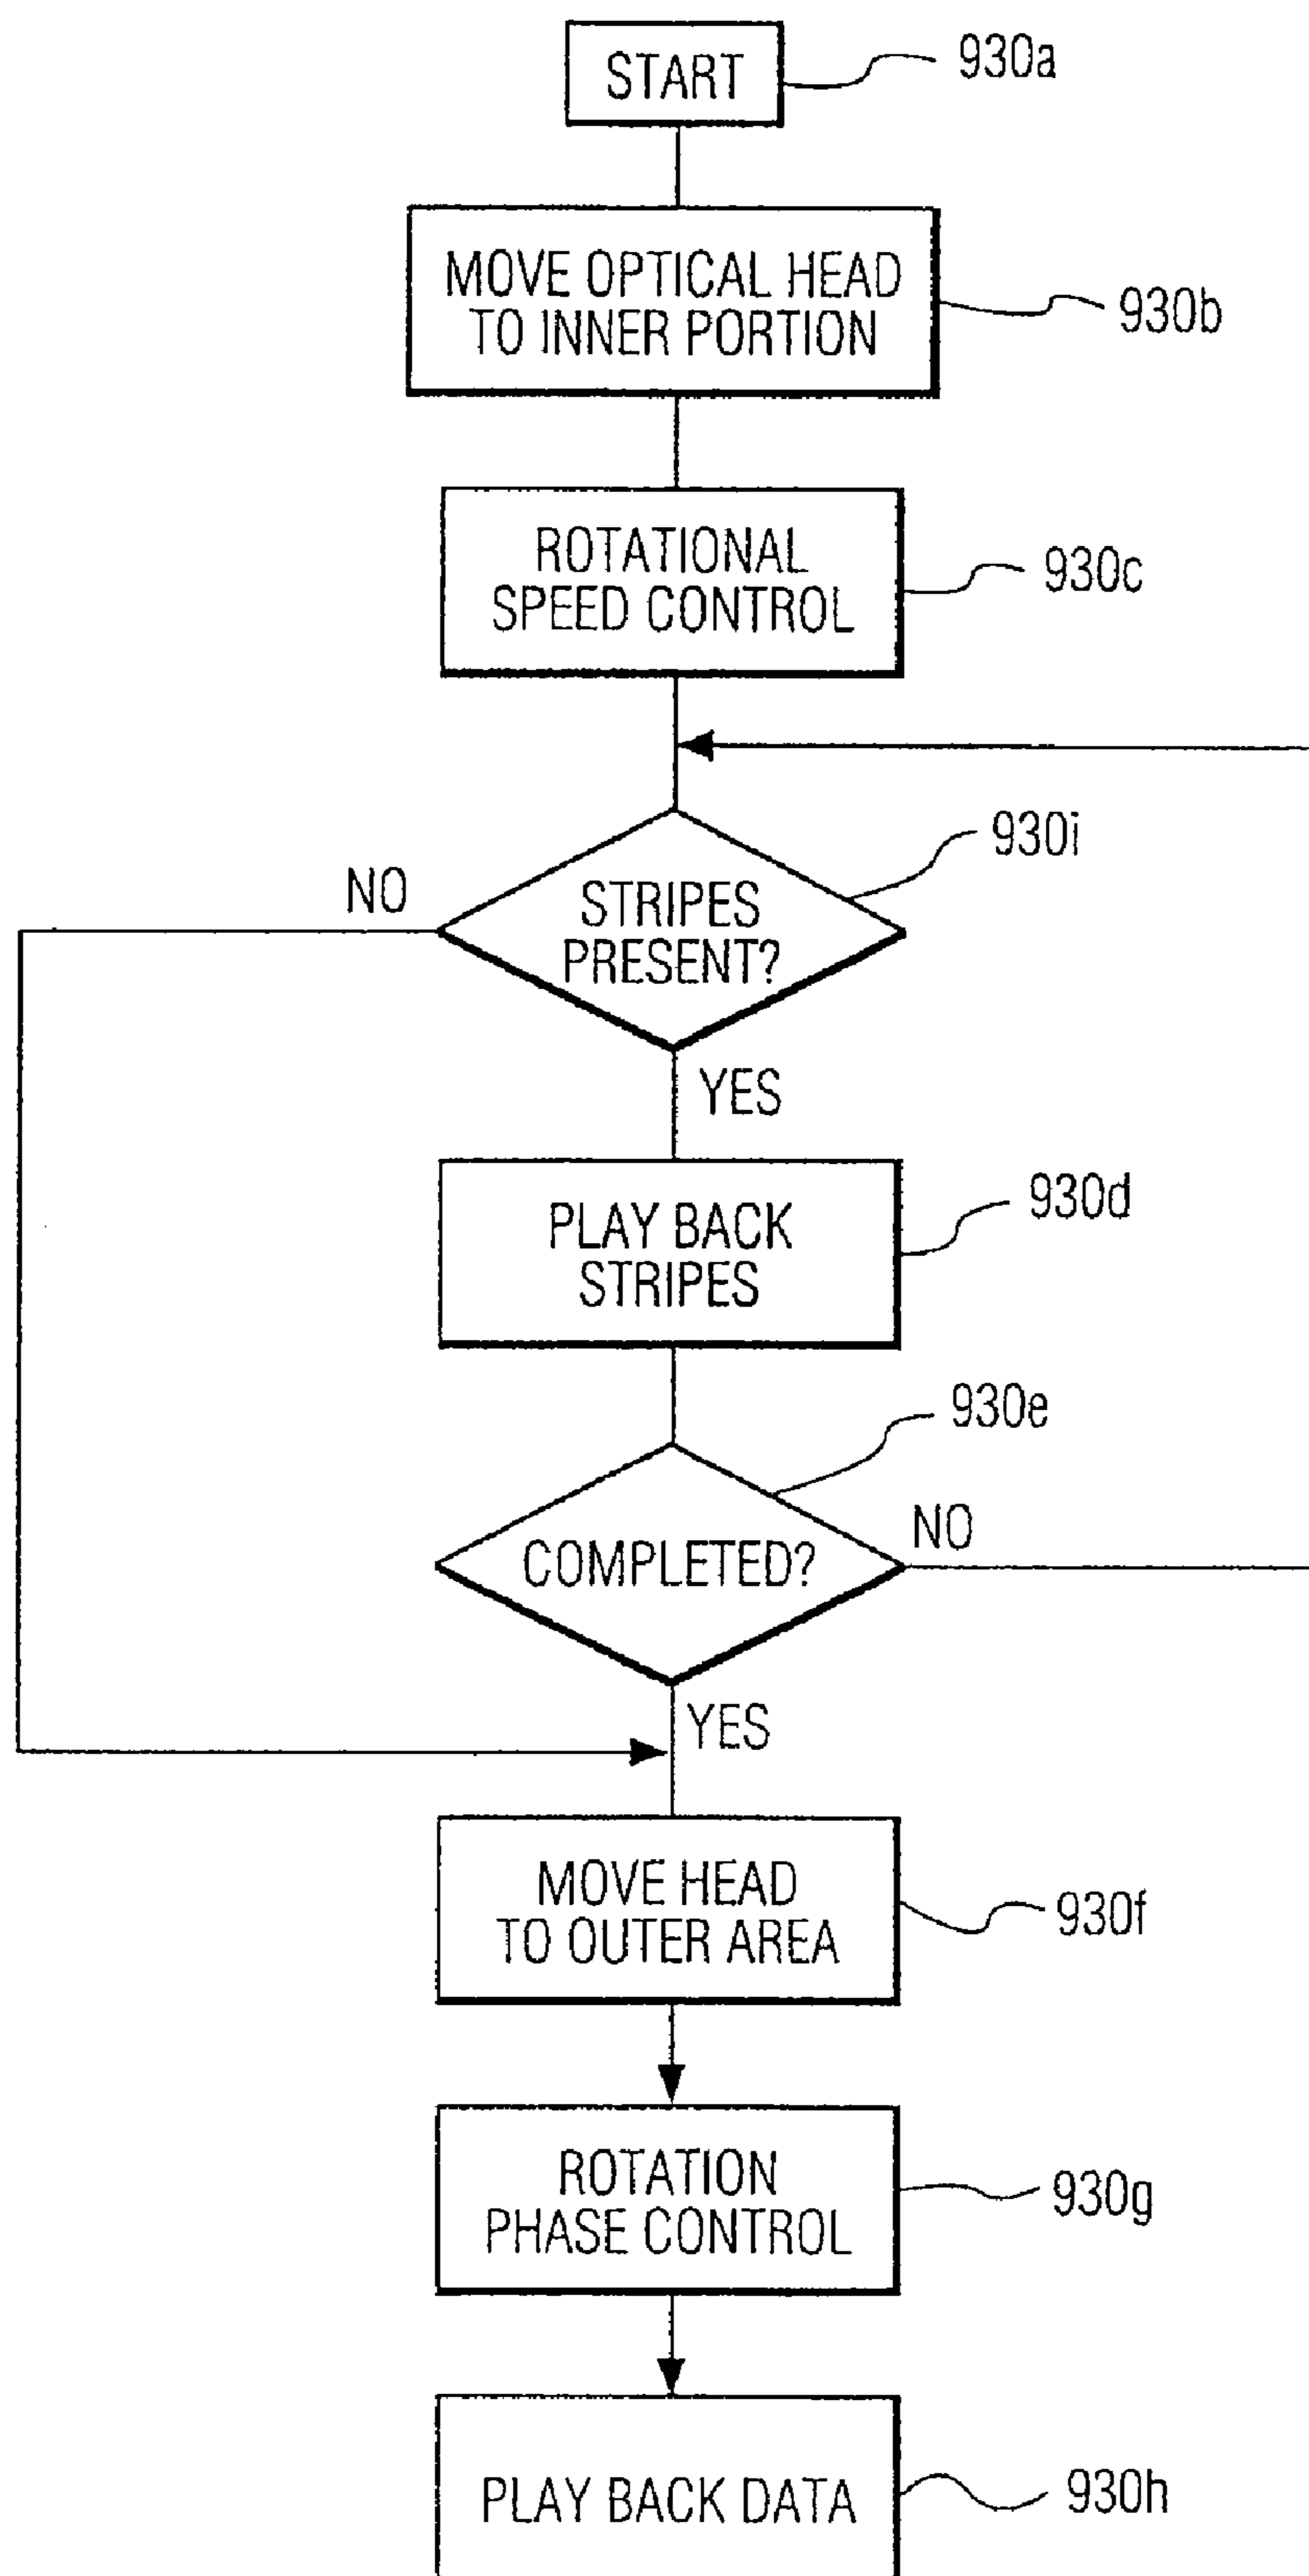 START
930a
MOVE OPTICAL HEAD
TO INNER PORTION
930b
ROTATIONAL
SPEED CONTROL
930c
930i
NO
STRIPES
PRESENT?
YES
PLAY BACK
STRIPES
930d
930e
NO
COMPLETED?
YES
MOVE HEAD
TO OUTER AREA
930f
ROTATION
PHASE CONTROL
930g
PLAY BACK DATA
930h